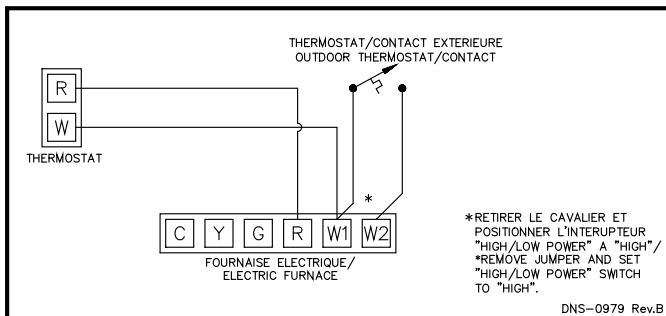 THERMOSTAT/CONTACT EXTERIEURE
OUTDOOR THERMOSTAT/CONTACT
R
W
THERMOSTAT
*
C Y G R W1 W2
FOURNAISE ELECTRIQUE/
ELECTRIC FURNACE
*RETIRER LE CAVALIER ET
POSITIONNER L'INTERUPTEUR
"HIGH/LOW POWER" A "HIGH"/
*REMOVE JUMPER AND SET
"HIGH/LOW POWER" SWITCH
TO "HIGH".
DNS-0979 Rev.B